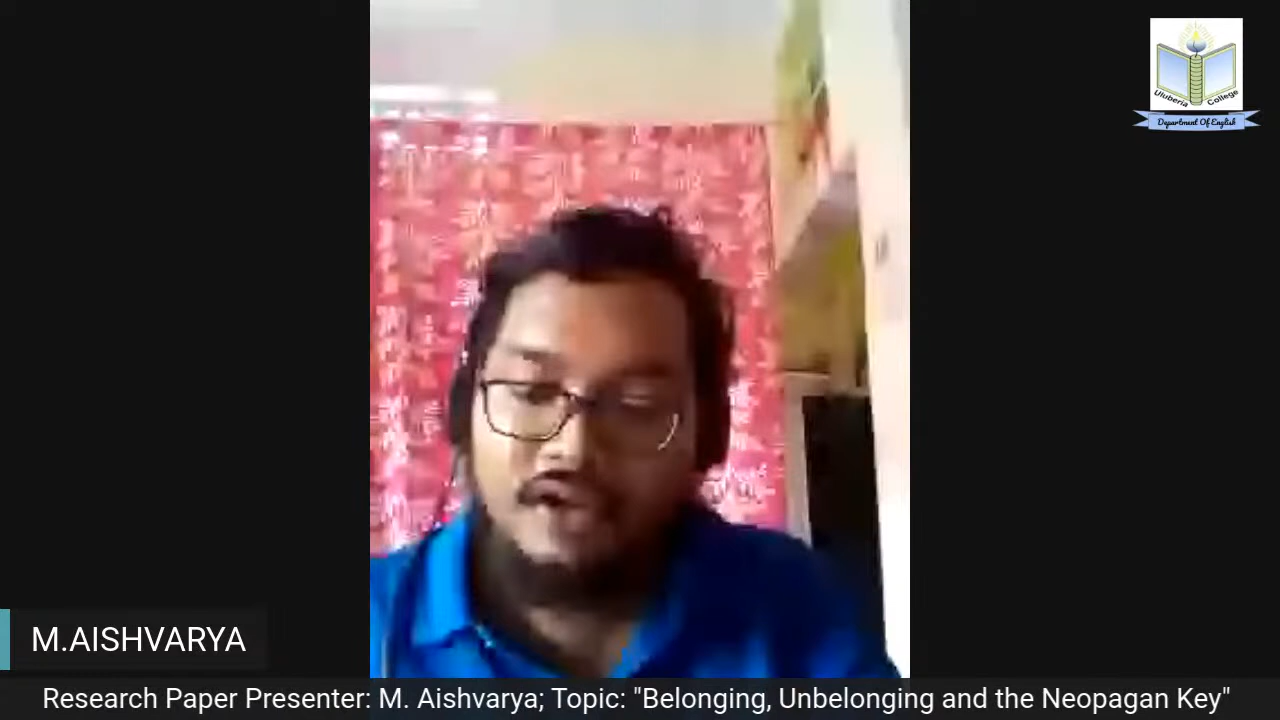 Uluberia College
Department Of English
M.AISHVARYA
Research Paper Presenter: M. Aishvarya; Topic: "Belonging, Unbelonging and the Neopagan Key"